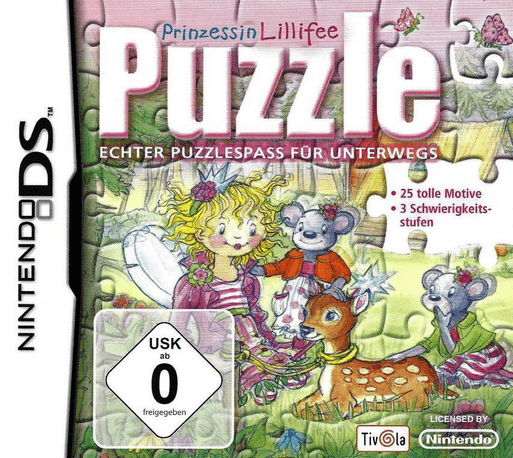 Prinzessin Lillifee
Puzzle
ECHTER PUZZLESPASS FÜR UNTERWEGS
• 25 tolle Motive
• 3 Schwierigkeits-
stufen
NINTENDO DS™
USK
ab
0
freigegeben
Tivola
LICENSED BY
Nintendo